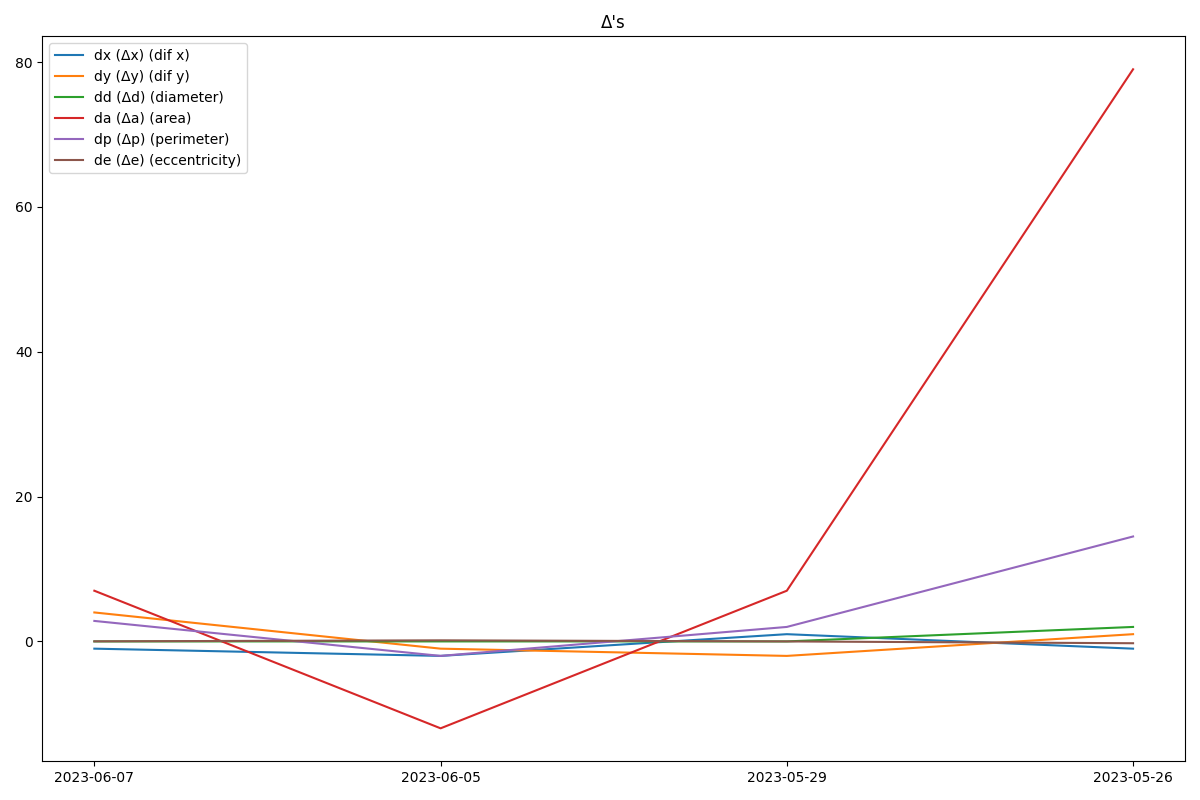 Δ's
dx (Δx) (dif x)
dy (Δy) (dif y)
dd (Δd) (diameter)
da (Δa) (area)
dp (Δp) (perimeter)
de (Δe) (eccentricity)
80
60
40
20
0
2023-06-07 2023-06-05 2023-05-29 2023-05-26